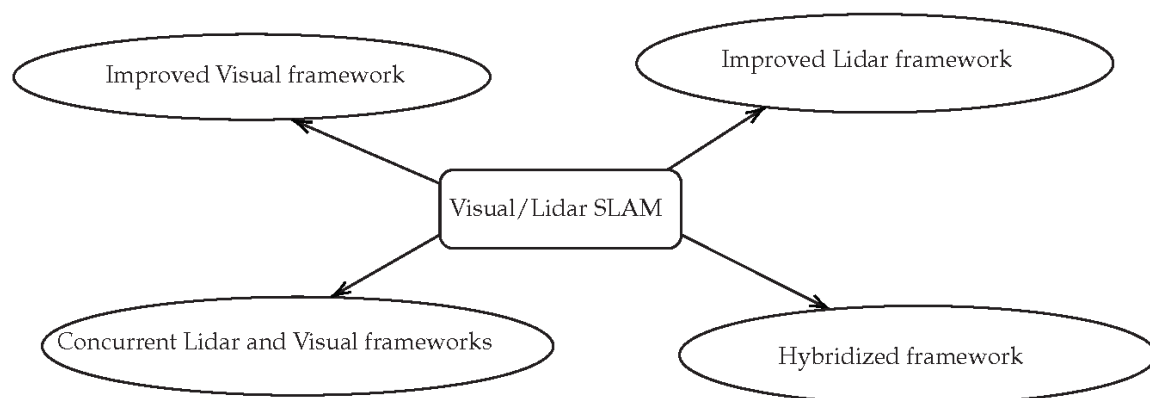 Improved Visual framework
Improved Lidar framework
Visual/Lidar SLAM
Concurrent Lidar and Visual frameworks
Hybridized framework